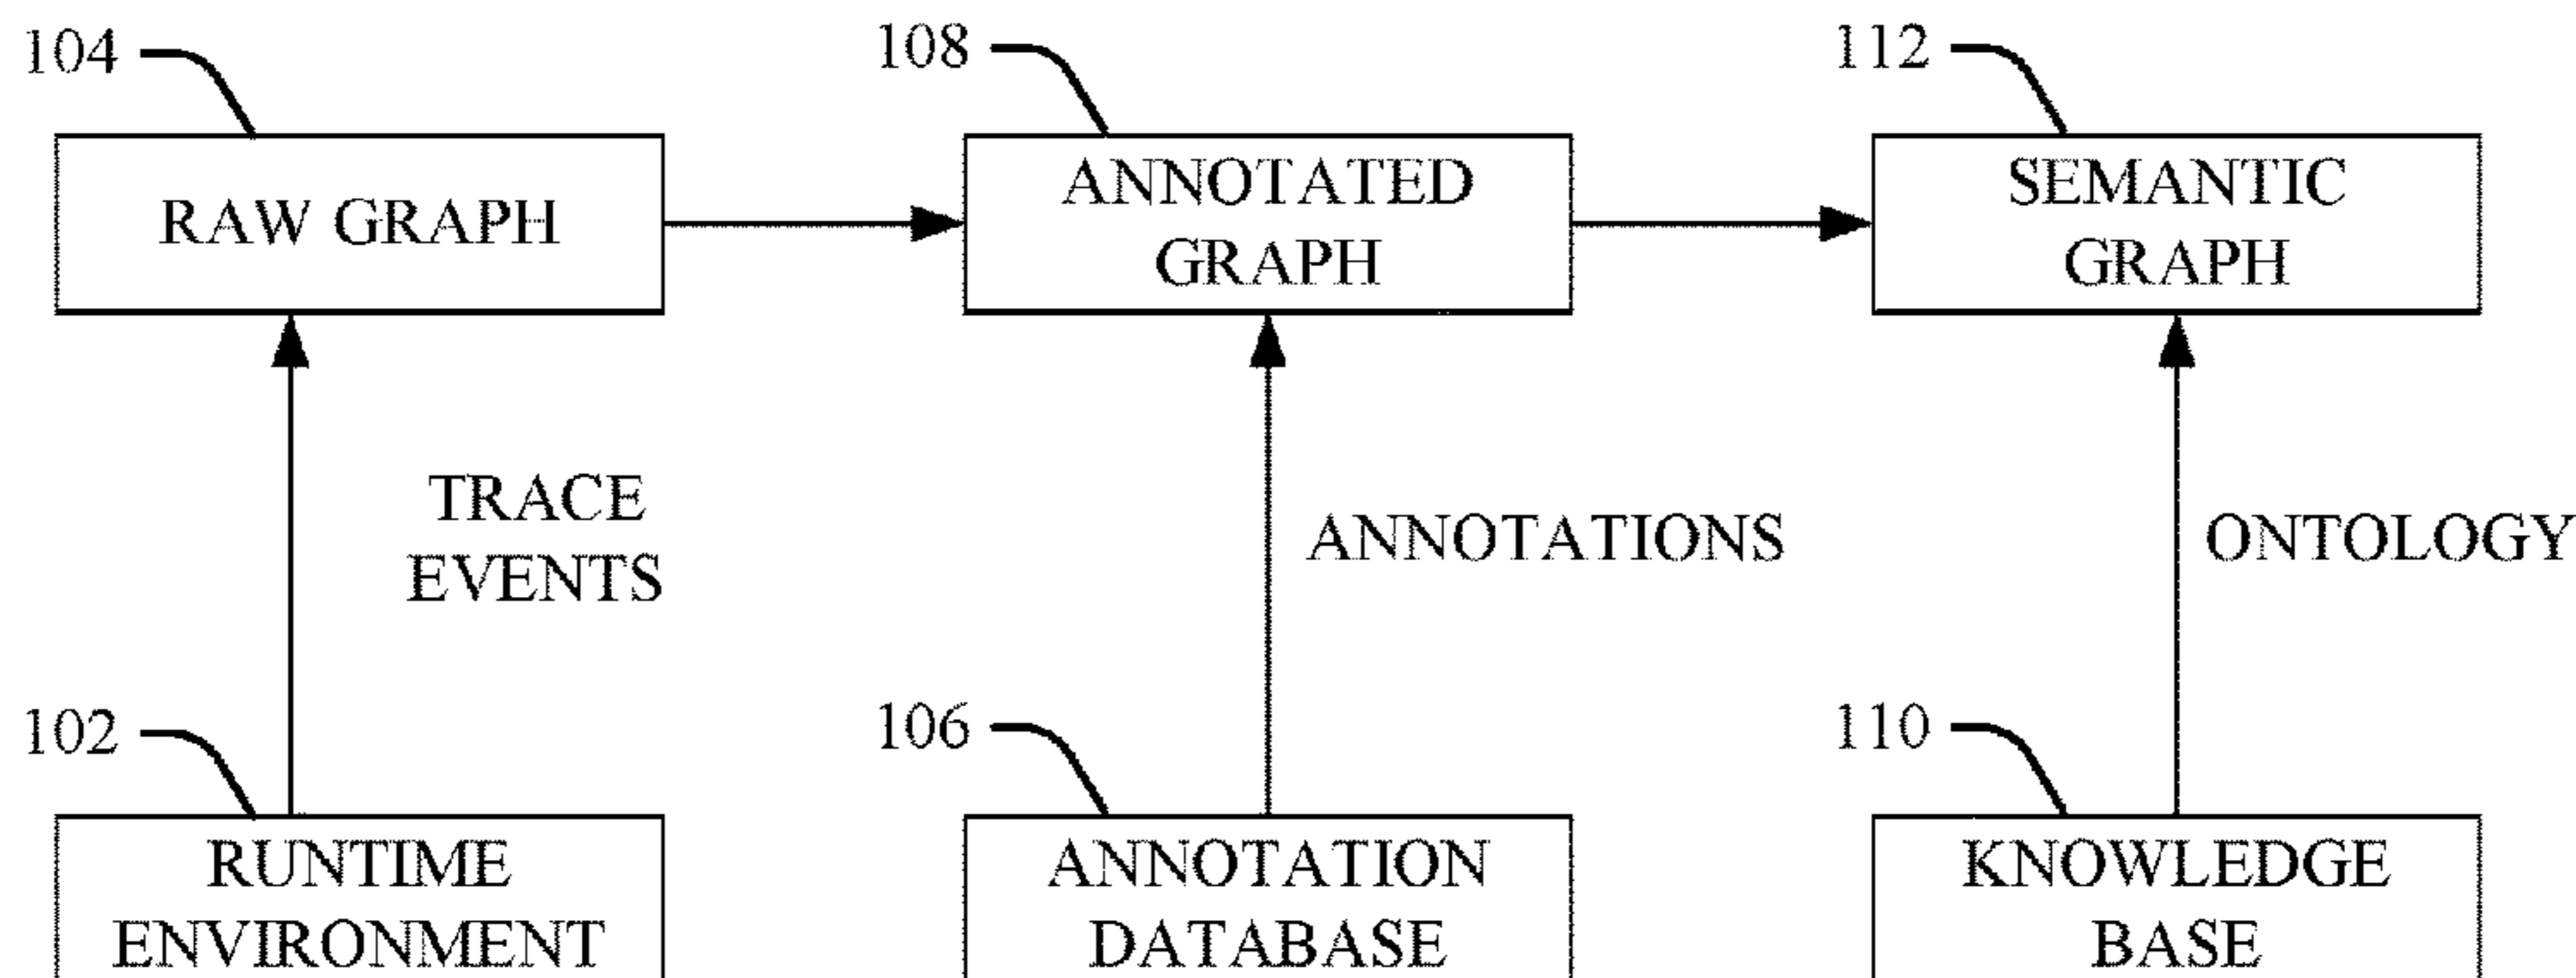 104
108
112
RAW GRAPH
ANNOTATED
GRAPH
SEMANTIC
GRAPH
TRACE
EVENTS
ANNOTATIONS
ONTOLOGY
102
106
110
RUNTIME
ENVIRONMENT
ANNOTATION
DATABASE
KNOWLEDGE
BASE